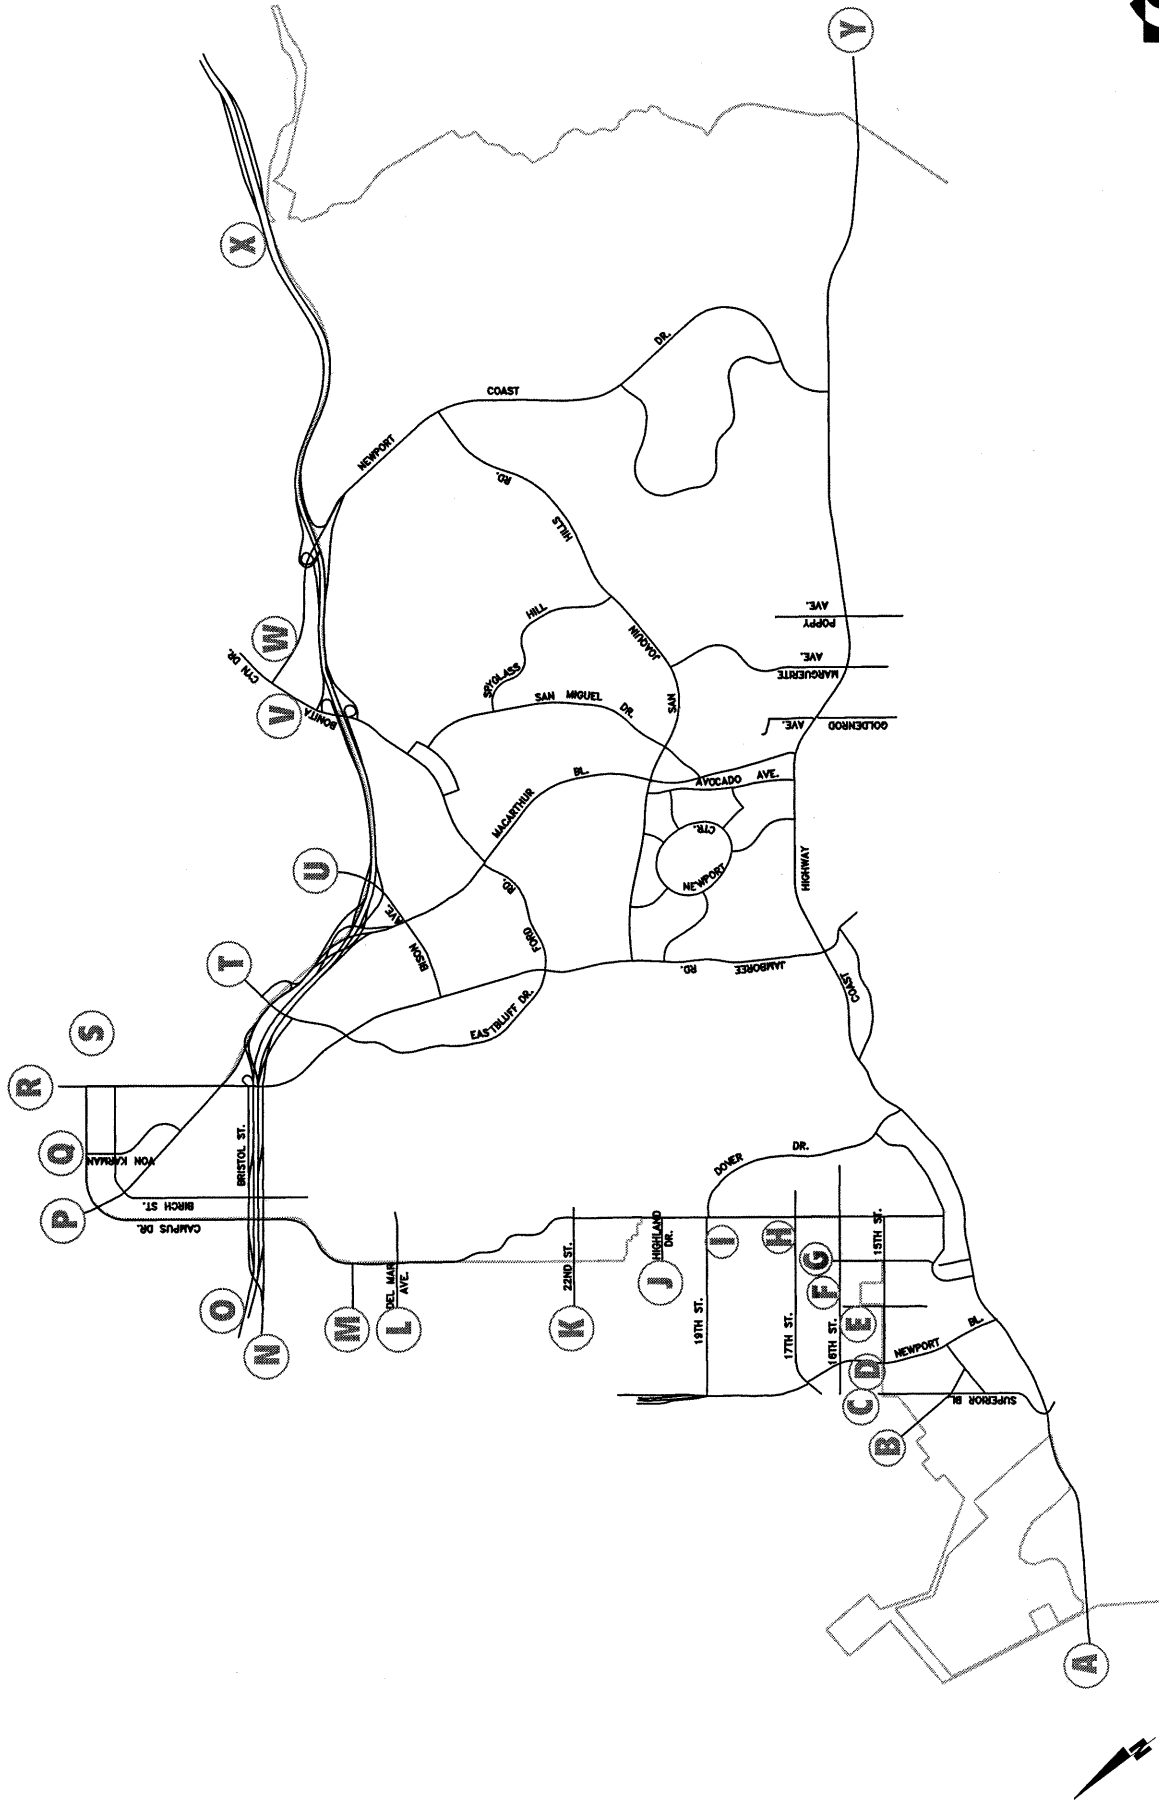 Y
X
DR.
COAST
NEWPORT
RD.
HILLS
JOAQUIN
SAN
HILL
SPYGLASS
SAN MIGUEL
DR.
POPPY
AVE.
MARGUERITE
AVE.
GOLDENROD
AVE.
W
CYN DR.
V
BONITA
BL.
MACARTHUR
AVOCADO AVE.
CTR.
NEWPORT
HIGHWAY
U
AVE.
BISON
RD.
FORD
T
EASTBLUFF DR.
RD.
JAMBOREE
COAST
S
R
Q
VON KARMAN
BRISTOL ST.
P
BIRCH ST.
CAMPUS DR.
DOVER
DR.
O
N
M
DEL MAR
AVE.
L
22ND ST.
K
HIGHLAND
DR.
J
I
19TH ST.
H
17TH ST.
G
F
16TH ST.
15TH ST.
E
D
C
NEWPORT
BL.
SUPERIOR BL.
B
A
N